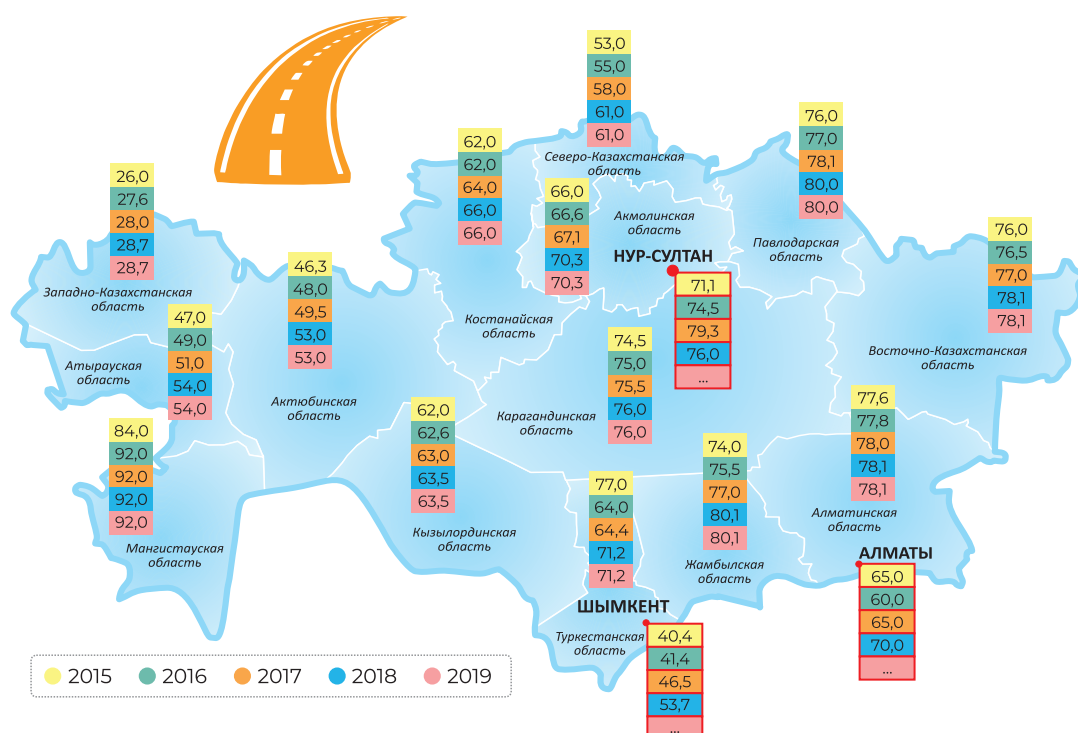 53,0
55,0
58,0
61,0
61,0
Северо-Казахстанская
область
62,0
62,0
64,0
66,0
66,0
Костанайская
область
66,0
66,6
67,1
70,3
70,3
Акмолинская
область
76,0
77,0
78,1
80,0
80,0
Павлодарская
область
26,0
27,6
28,0
28,7
28,7
Западно-Казахстанская
область
47,0
49,0
51,0
54,0
54,0
Атырауская
область
46,3
48,0
49,5
53,0
53,0
Актюбинская
область
НУР-СУЛТАН
71,1
74,5
79,3
76,0
...
76,0
76,5
77,0
78,1
78,1
Восточно-Казахстанская
область
74,5
75,0
75,5
76,0
76,0
Карагандинская
область
84,0
92,0
92,0
92,0
92,0
Мангистауская
область
62,0
62,6
63,0
63,5
63,5
Кызылординская
область
77,0
64,0
64,4
71,2
71,2
Туркестанская
область
74,0
75,5
77,0
80,1
80,1
Жамбылская
область
77,6
77,8
78,0
78,1
78,1
Алматинская
область
АЛМАТЫ
65,0
60,0
65,0
70,0
...
ШЫМКЕНТ
40,4
41,4
46,5
53,7
...
2015 2016 2017 2018 2019